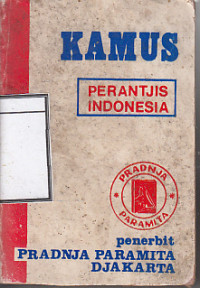 KAMUS
PERANTJIS
INDONESIA
PRADNJA
PARAMITA
penerbit
PRADNJA PARAMITA
DJAKARTA